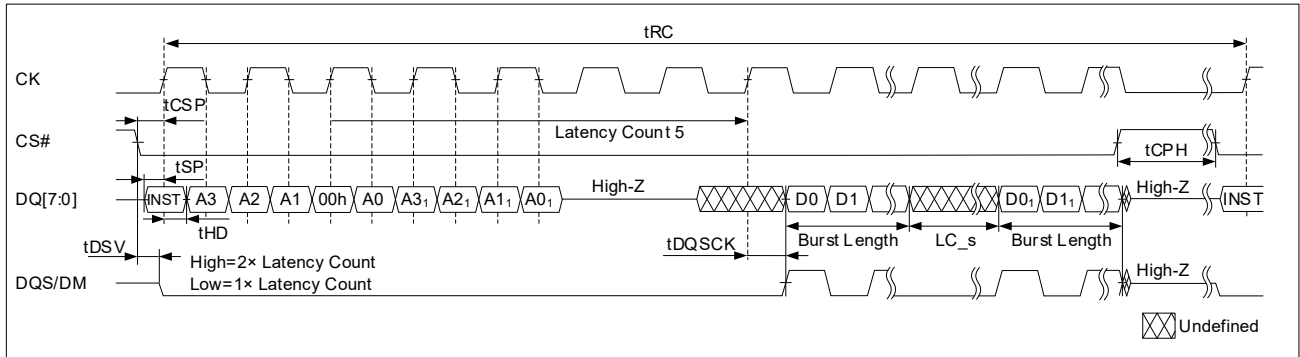 tRC
CK
tCSP
CS#
Latency Count 5
tCPH
tSP
DQ[7:0] INST A3 A2 A1 00h A0 A3₁ A2₁ A1₁ A0₁ High-Z D0 D1 D0₁ D1₁ High-Z INST
tHD
tDSV
High=2× Latency Count
Low=1× Latency Count
tDQSCK
Burst Length LC_s Burst Length
DQS/DM
High-Z
Undefined